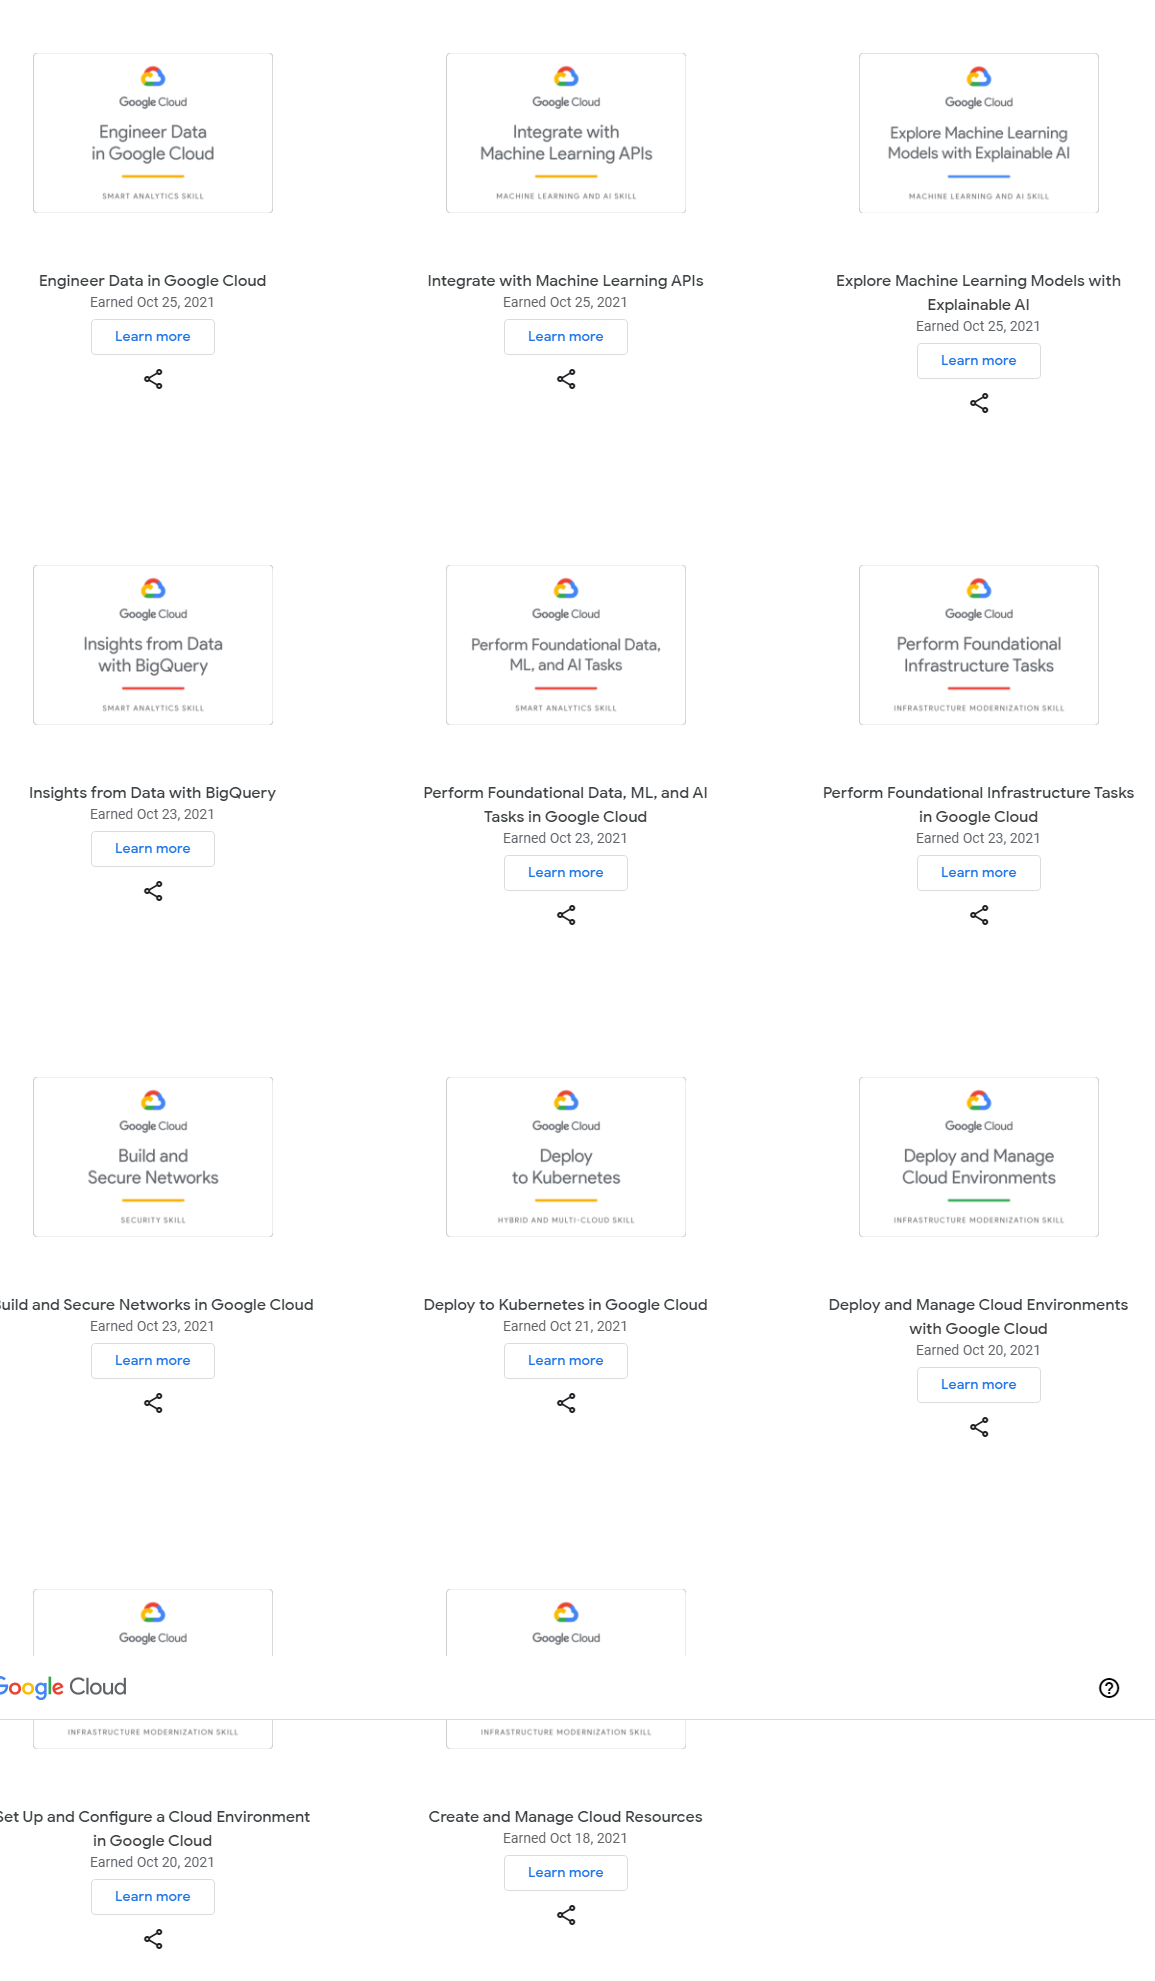 Google Cloud
Engineer Data
in Google Cloud
SMART ANALYTICS SKILL
Engineer Data in Google Cloud
Earned Oct 25, 2021
Learn more
Google Cloud
Integrate with
Machine Learning APIs
MACHINE LEARNING AND AI SKILL
Integrate with Machine Learning APIs
Earned Oct 25, 2021
Learn more
Google Cloud
Explore Machine Learning
Models with Explainable AI
MACHINE LEARNING AND AI SKILL
Explore Machine Learning Models with
Explainable AI
Earned Oct 25, 2021
Learn more
Google Cloud
Insights from Data
with BigQuery
SMART ANALYTICS SKILL
Insights from Data with BigQuery
Earned Oct 23, 2021
Learn more
Google Cloud
Perform Foundational Data,
ML, and AI Tasks
SMART ANALYTICS SKILL
Perform Foundational Data, ML, and AI
Tasks in Google Cloud
Earned Oct 23, 2021
Learn more
Google Cloud
Perform Foundational
Infrastructure Tasks
INFRASTRUCTURE MODERNIZATION SKILL
Perform Foundational Infrastructure Tasks
in Google Cloud
Earned Oct 23, 2021
Learn more
Google Cloud
Build and
Secure Networks
SECURITY SKILL
Build and Secure Networks in Google Cloud
Earned Oct 23, 2021
Learn more
Google Cloud
Deploy
to Kubernetes
HYBRID AND MULTI-CLOUD SKILL
Deploy to Kubernetes in Google Cloud
Earned Oct 21, 2021
Learn more
Google Cloud
Deploy and Manage
Cloud Environments
INFRASTRUCTURE MODERNIZATION SKILL
Deploy and Manage Cloud Environments
with Google Cloud
Earned Oct 20, 2021
Learn more
Google Cloud
Google Cloud
Google Cloud
INFRASTRUCTURE MODERNIZATION SKILL
Set Up and Configure a Cloud Environment
in Google Cloud
Earned Oct 20, 2021
Learn more
INFRASTRUCTURE MODERNIZATION SKILL
Create and Manage Cloud Resources
Earned Oct 18, 2021
Learn more